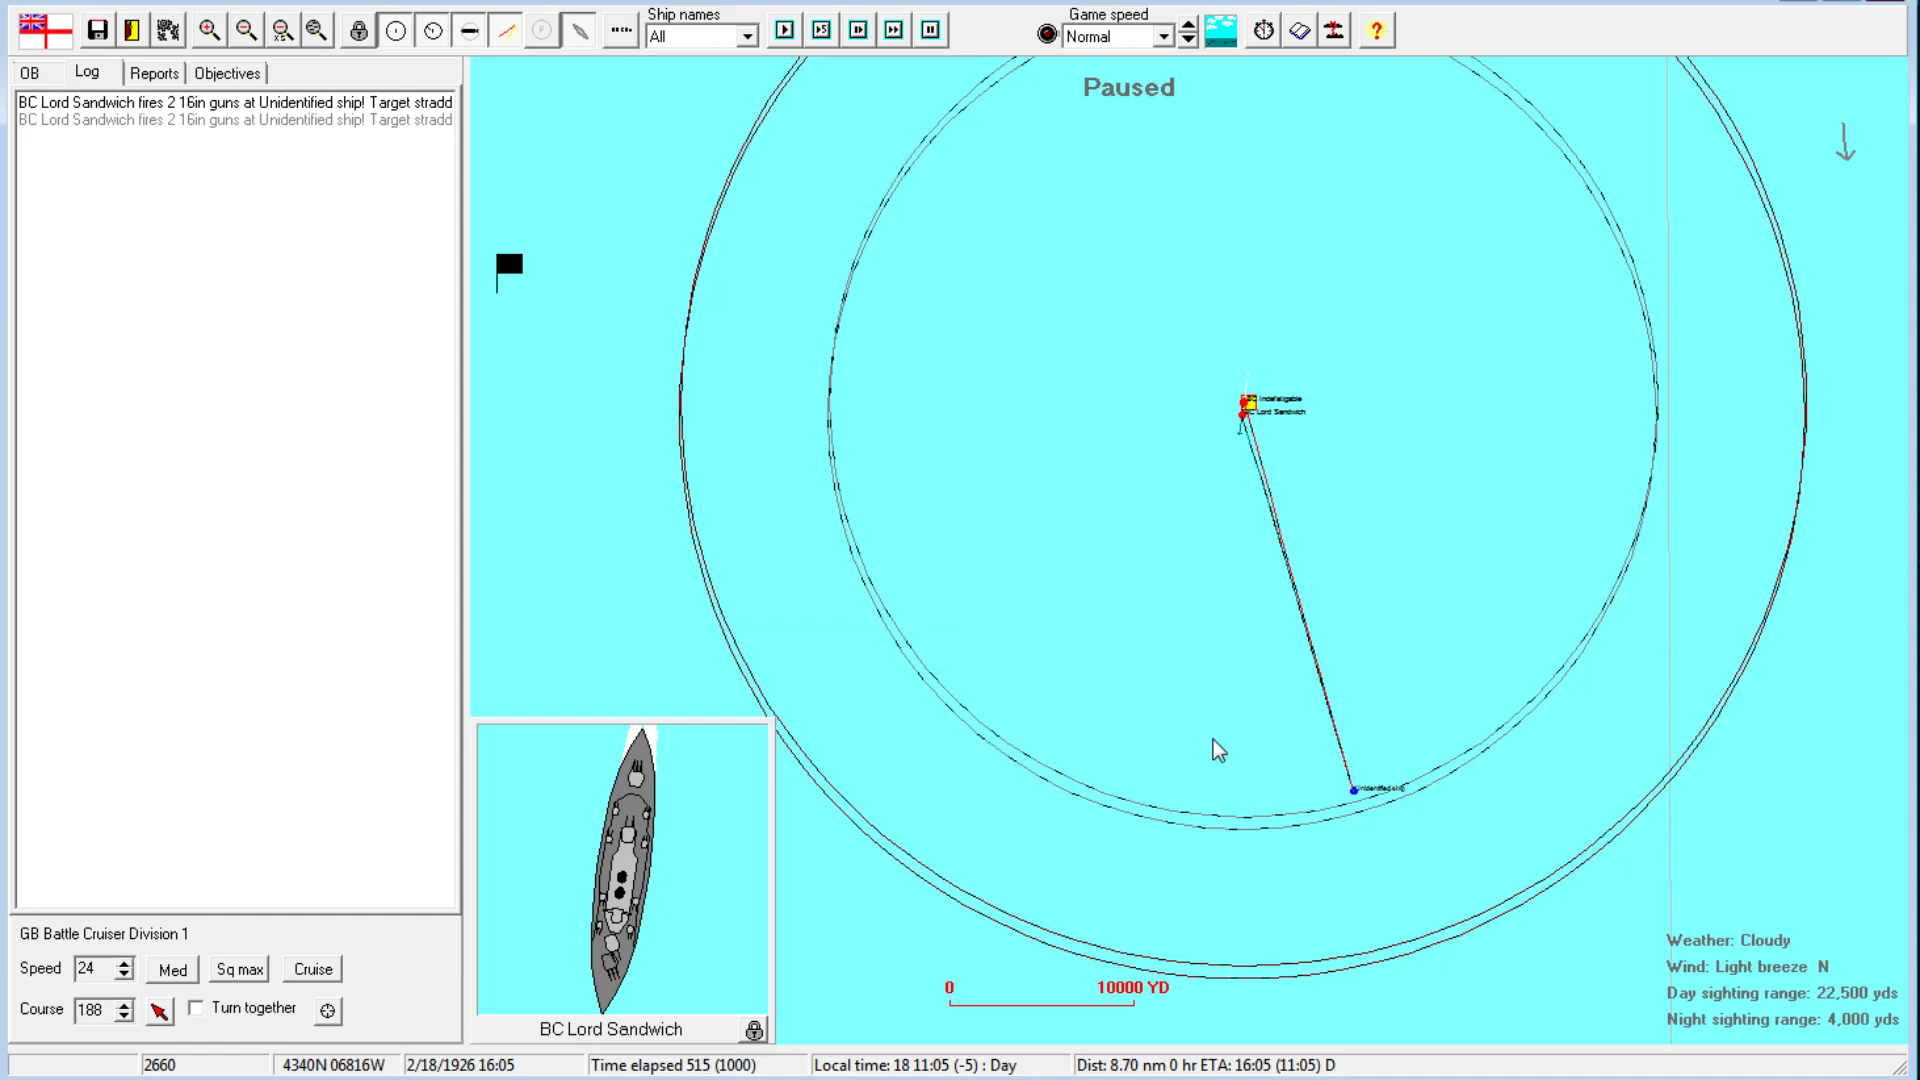 Ship names
All
Game speed
Normal
OB
Log
Reports
Objectives
BC Lord Sandwich fires 2 16in guns at Unidentified ship! Target stradd
BC Lord Sandwich fires 2 16in guns at Unidentified ship! Target stradd
Paused
Indefatigable
Lord Sandwich
Unidentified ship
0 10000 YD
Weather: Cloudy
Wind: Light breeze N
Day sighting range: 22,500 yds
Night sighting range: 4,000 yds
GB Battle Cruiser Division 1
Speed 24 Med Sq max Cruise
Course 188 Turn together
BC Lord Sandwich
2660 4340N 06816W 2/18/1926 16:05 Time elapsed 515 (1000) Local time: 18 11:05 (-5) : Day Dist: 8.70 nm 0 hr ETA: 16:05 (11:05) D